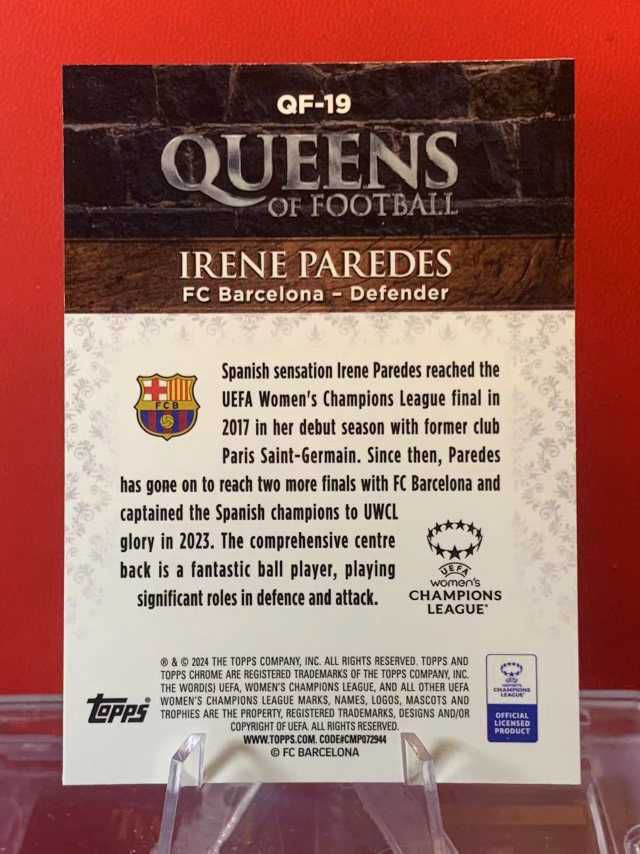 QF-19
QUEENS
OF FOOTBALL
IRENE PAREDES
FC Barcelona – Defender
FCB
Spanish sensation Irene Paredes reached the
UEFA Women's Champions League final in
2017 in her debut season with former club
Paris Saint-Germain. Since then, Paredes
has gone on to reach two more finals with FC Barcelona and
captained the Spanish champions to UWCL
glory in 2023. The comprehensive centre
back is a fantastic ball player, playing
significant roles in defence and attack.
UEFA
women's
CHAMPIONS
LEAGUE®
® & © 2024 THE TOPPS COMPANY, INC. ALL RIGHTS RESERVED. TOPPS AND
TOPPS CHROME ARE REGISTERED TRADEMARKS OF THE TOPPS COMPANY, INC.
THE WORD(S) UEFA, WOMEN'S CHAMPIONS LEAGUE, AND ALL OTHER UEFA
WOMEN'S CHAMPIONS LEAGUE MARKS, NAMES, LOGOS, MASCOTS AND
TROPHIES ARE THE PROPERTY, REGISTERED TRADEMARKS, DESIGNS AND/OR
COPYRIGHT OF UEFA. ALL RIGHTS RESERVED.
WWW.TOPPS.COM. CODE#CMP072944
© FC BARCELONA
Topps®
women's
CHAMPIONS
LEAGUE
OFFICIAL
LICENSED
PRODUCT